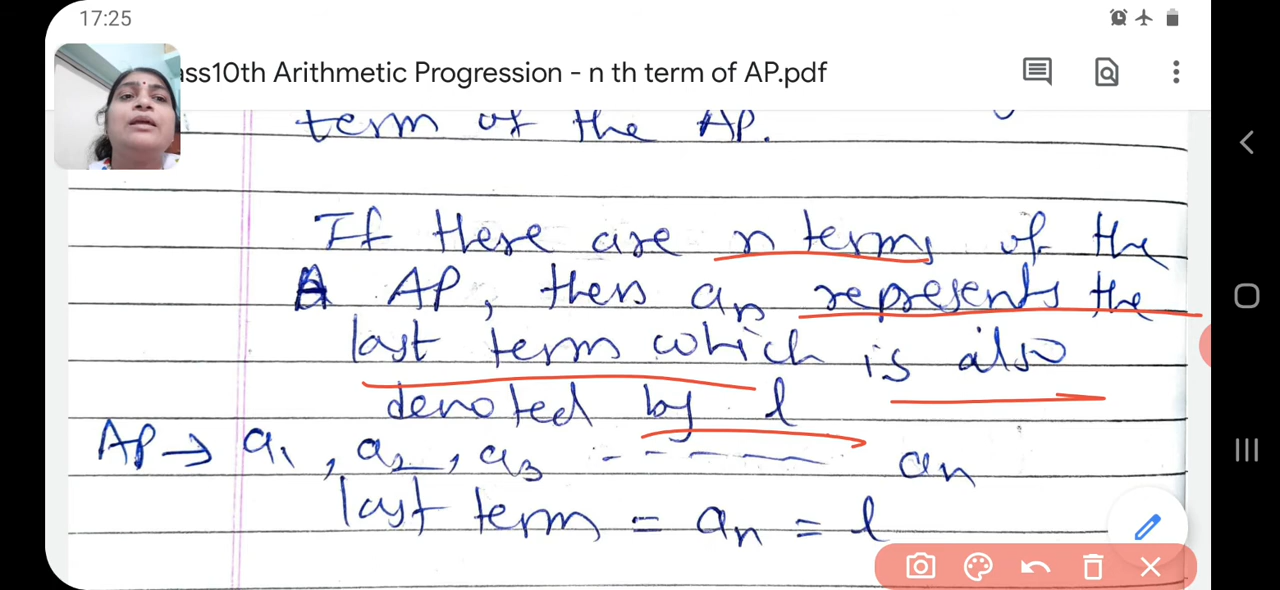 17:25
ass10th Arithmetic Progression - n th term of AP.pdf
term of the AP.
If there are n terms of the
AP, then an represents the
last term which is also
denoted by l
AP → a1, a2, a3 ------ an
last term = an = l